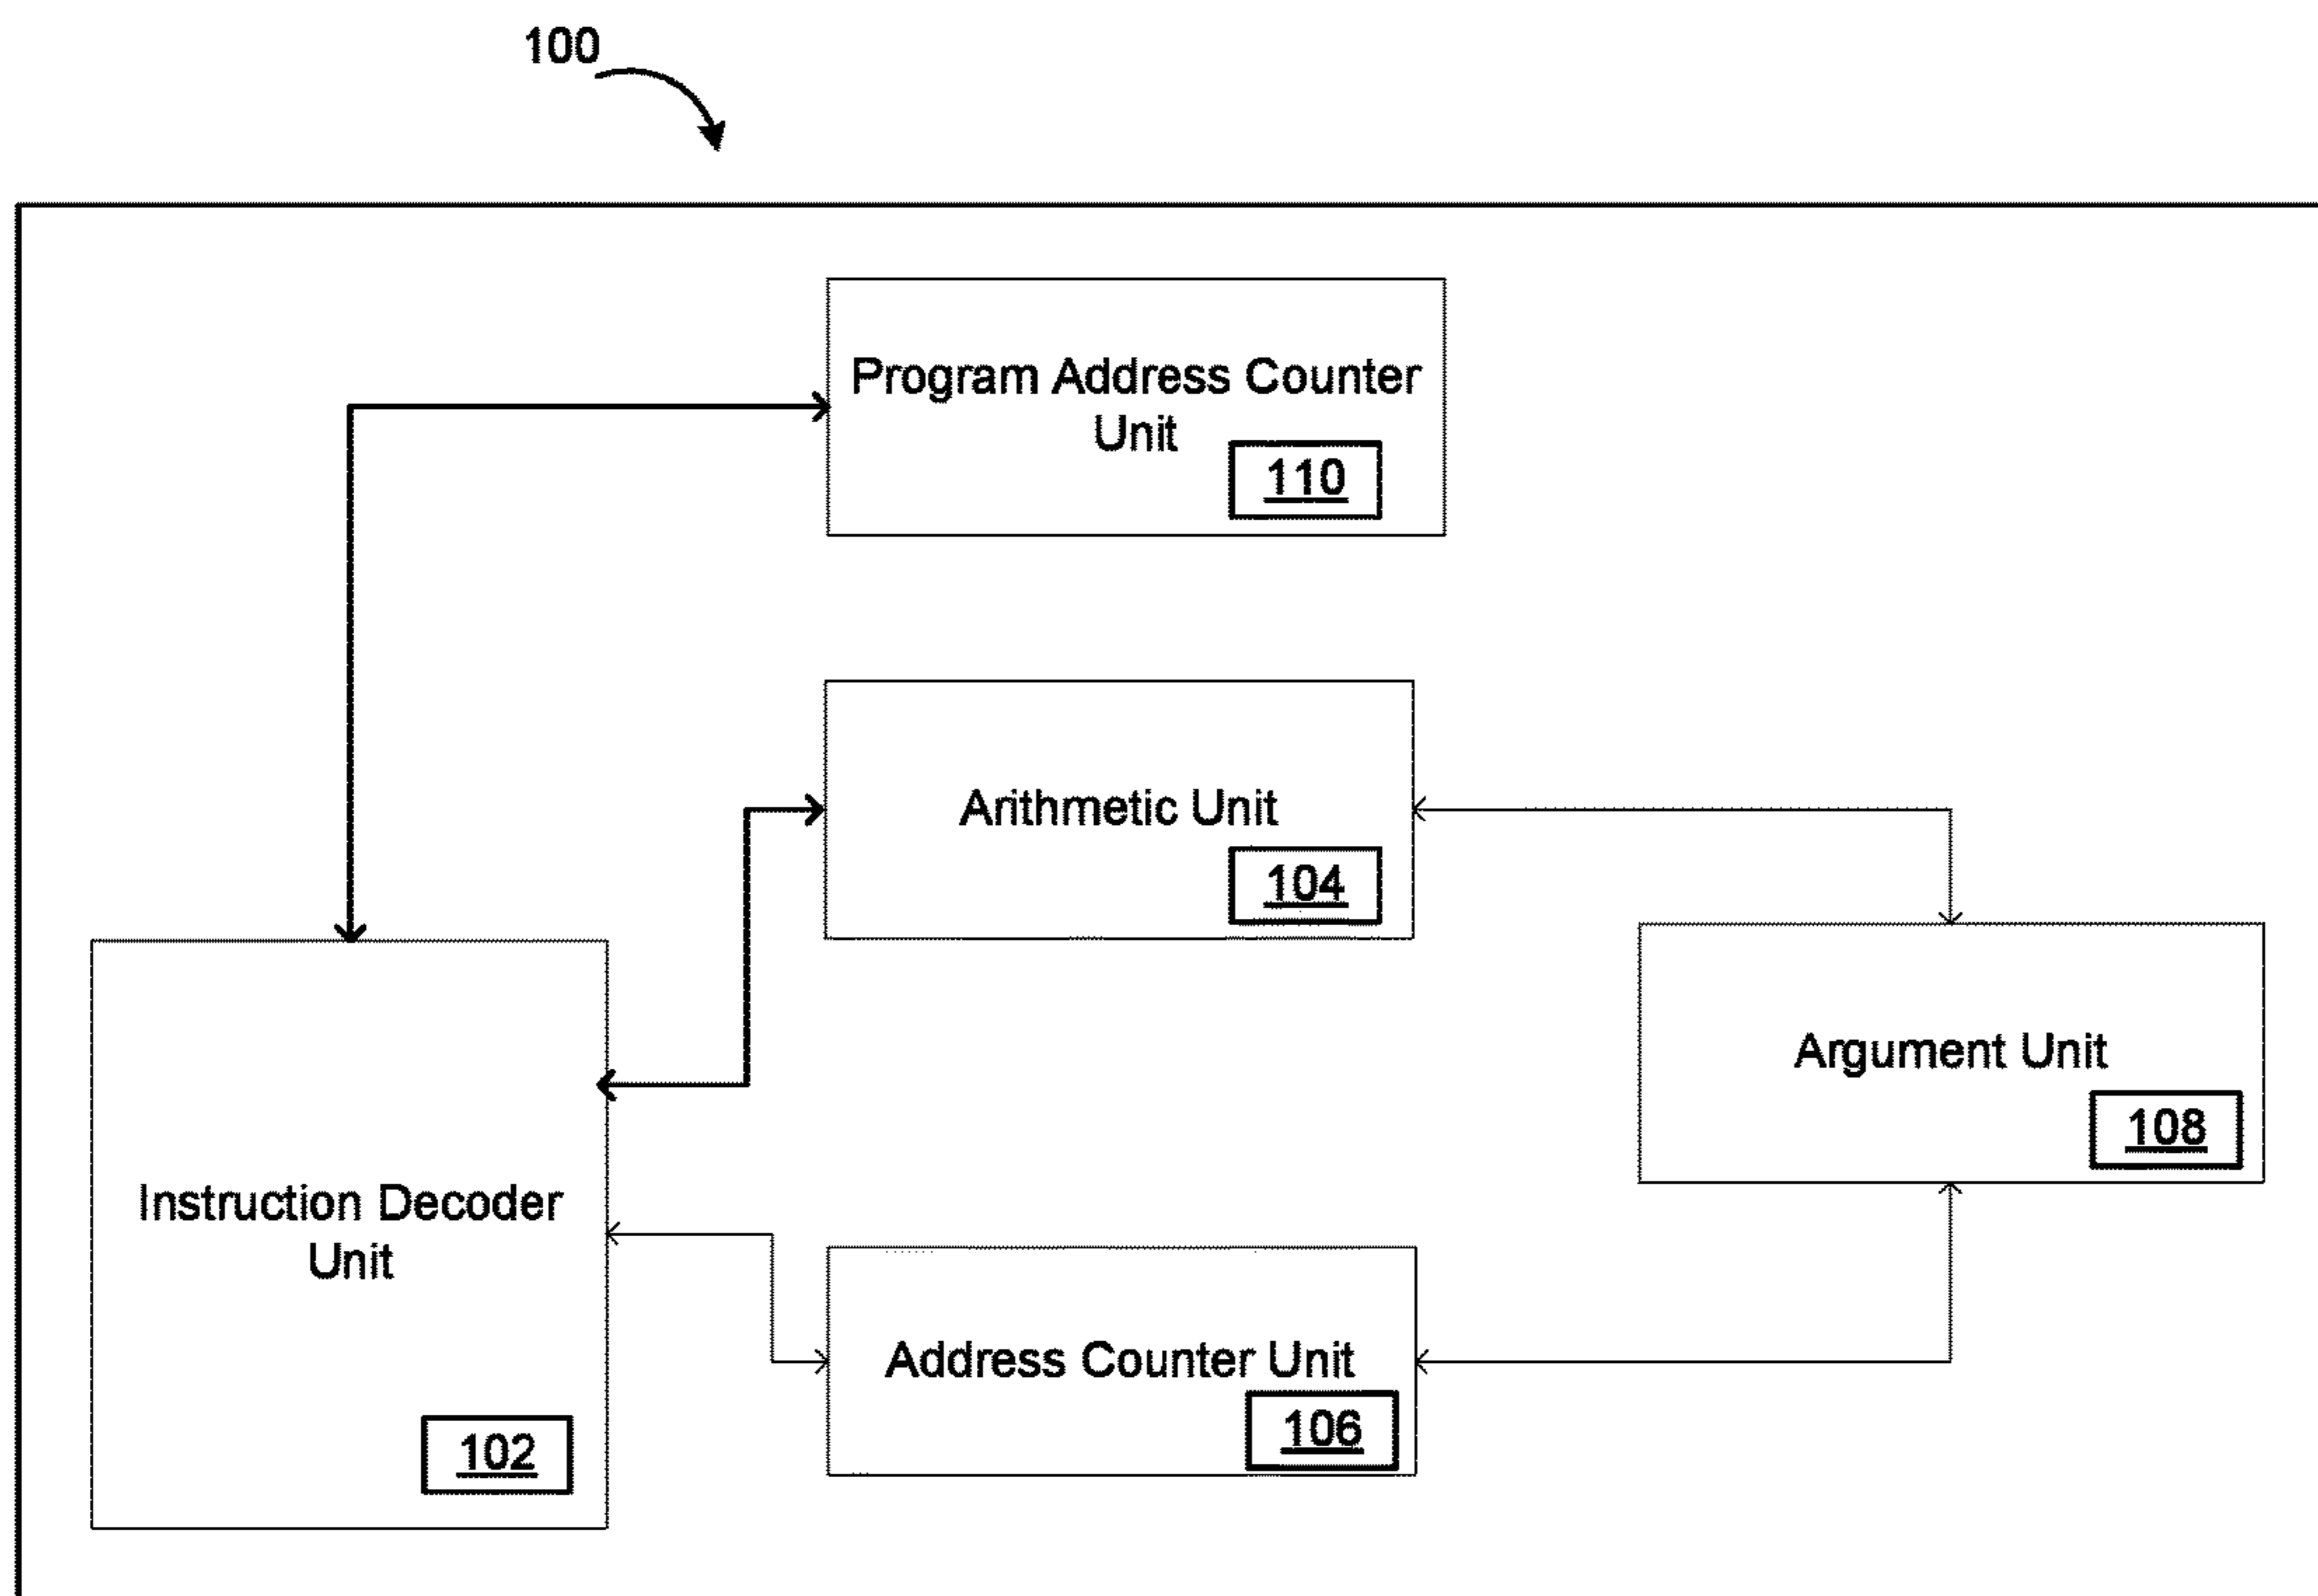 100
Program Address Counter
Unit
110
Arithmetic Unit
104
Argument Unit
108
Instruction Decoder
Unit
102
Address Counter Unit
106